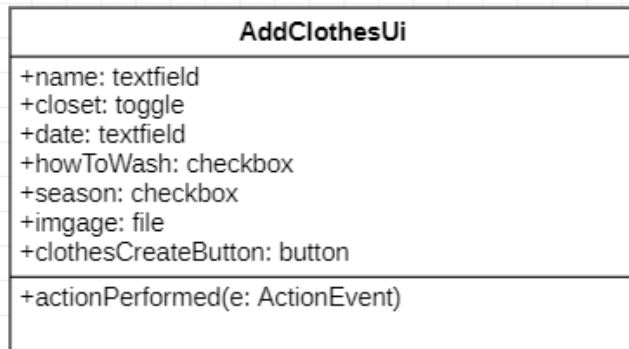 AddClothesUi
+name: textfield
+closet: toggle
+date: textfield
+howToWash: checkbox
+season: checkbox
+imgage: file
+clothesCreateButton: button
+actionPerformed(e: ActionEvent)